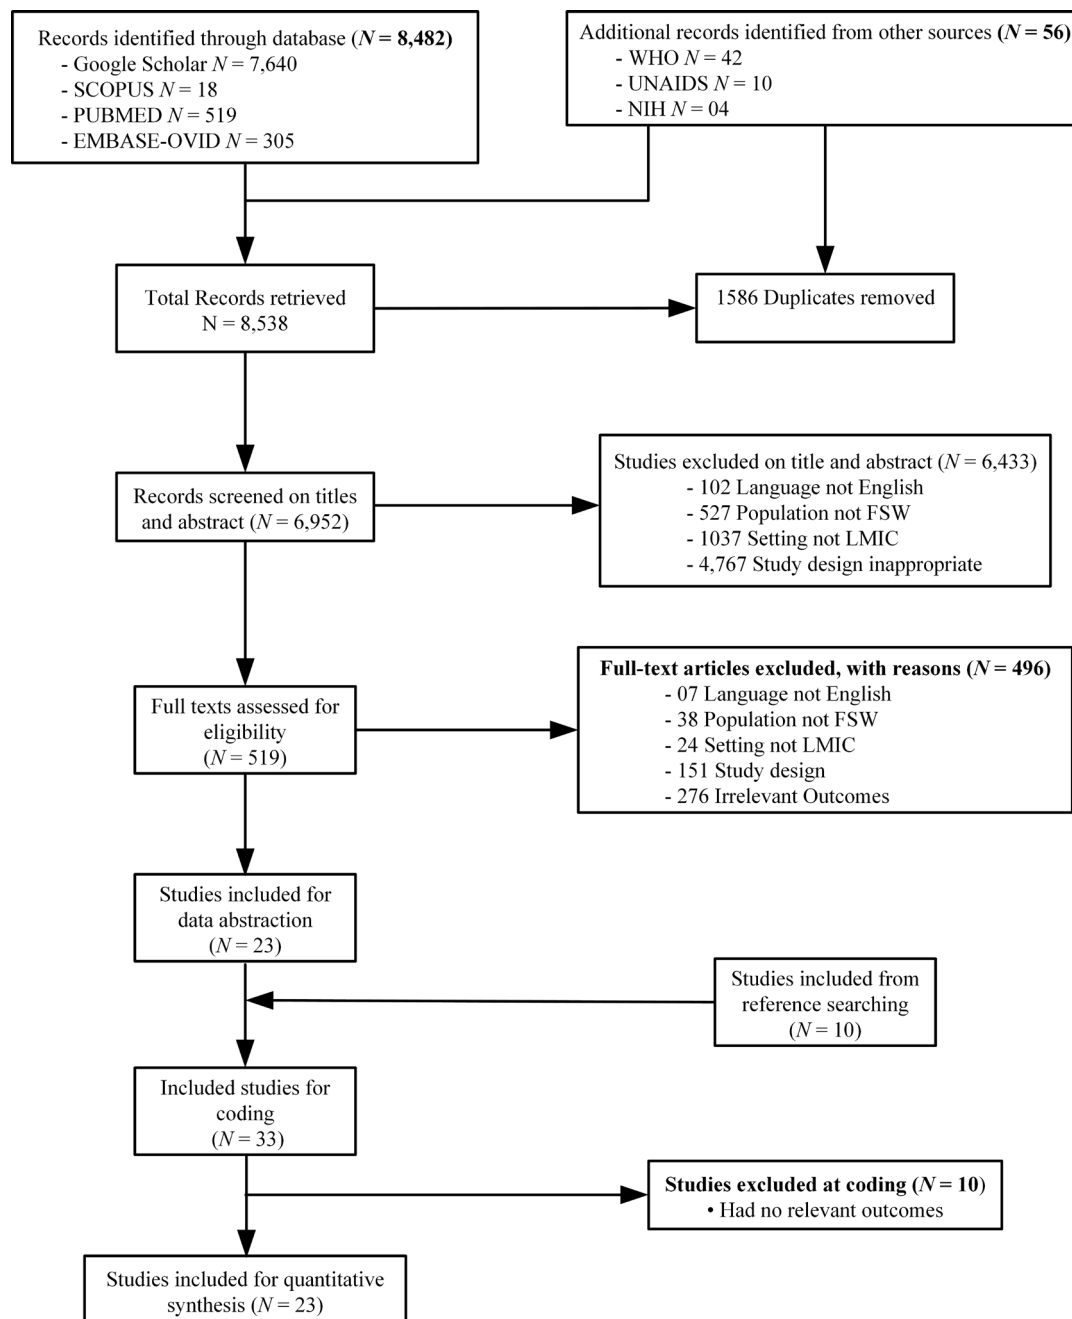 Records identified through database (N = 8,482)
- Google Scholar N = 7,640
- SCOPUS N = 18
- PUBMED N = 519
- EMBASE-OVID N = 305
Additional records identified from other sources (N = 56)
- WHO N = 42
- UNAIDS N = 10
- NIH N = 04
Total Records retrieved
N = 8,538
1586 Duplicates removed
Records screened on titles
and abstract (N = 6,952)
Studies excluded on title and abstract (N = 6,433)
- 102 Language not English
- 527 Population not FSW
- 1037 Setting not LMIC
- 4,767 Study design inappropriate
Full texts assessed for
eligibility
(N = 519)
Full-text articles excluded, with reasons (N = 496)
- 07 Language not English
- 38 Population not FSW
- 24 Setting not LMIC
- 151 Study design
- 276 Irrelevant Outcomes
Studies included for
data abstraction
(N = 23)
Studies included from
reference searching
(N = 10)
Included studies for
coding
(N = 33)
Studies excluded at coding (N = 10)
• Had no relevant outcomes
Studies included for quantitative
synthesis (N = 23)